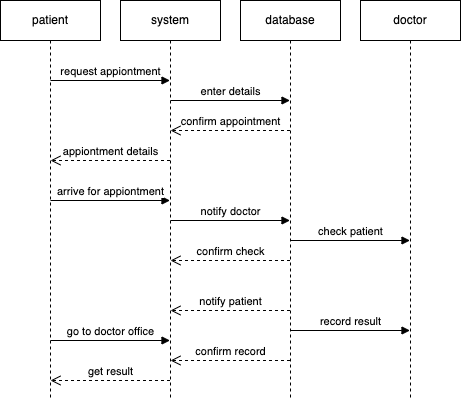 patient
system
database
doctor
request appiontment
enter details
confirm appointment
appiontment details
arrive for appiontment
notify doctor
check patient
confirm check
notify patient
record result
go to doctor office
confirm record
get result